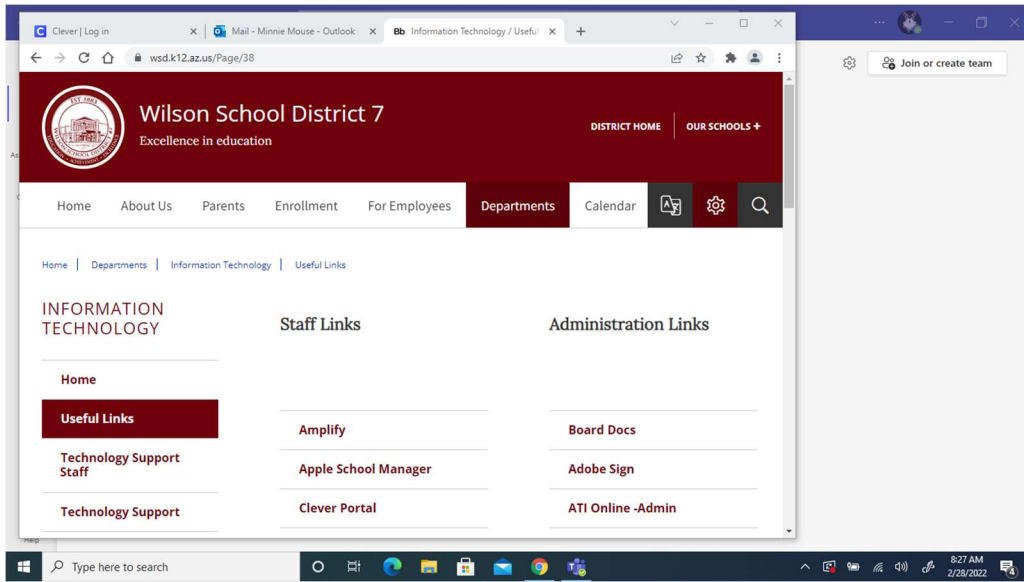 Clever | Log in
Mail - Minnie Mouse - Outlook
Bb Information Technology / Useful
wsd.k12.az.us/Page/38
Join or create team
EST. 1883
Wilson School District 7
Excellence in education
DISTRICT HOME
OUR SCHOOLS +
Home
About Us
Parents
Enrollment
For Employees
Departments
Calendar
Home
Departments
Information Technology
Useful Links
INFORMATION
TECHNOLOGY
Home
Useful Links
Technology Support
Staff
Technology Support
Staff Links
Amplify
Apple School Manager
Clever Portal
Administration Links
Board Docs
Adobe Sign
ATI Online -Admin
Help
Type here to search
8:27 AM
2/28/2022
4